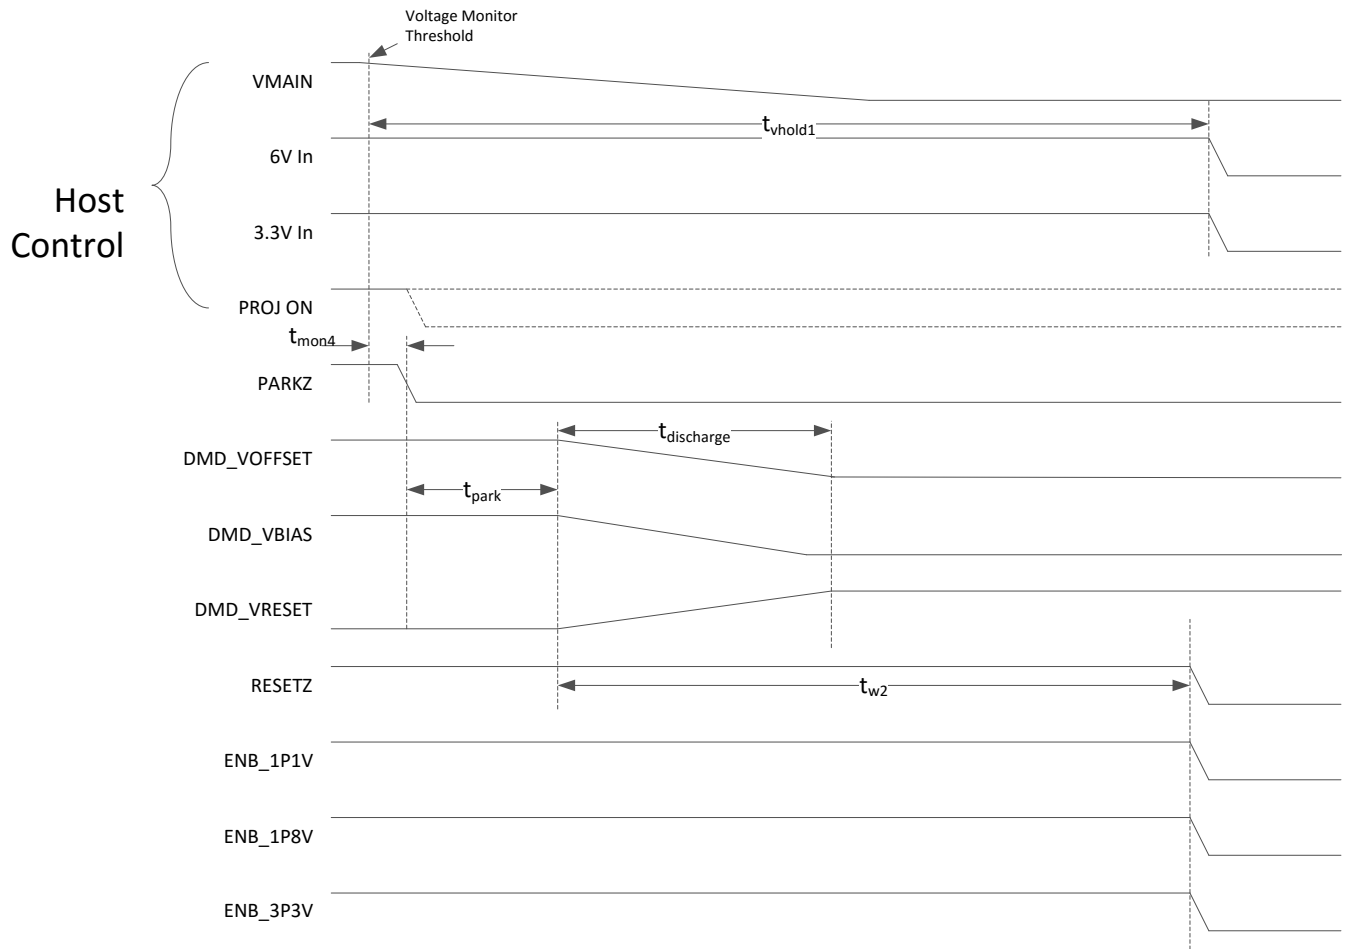 Voltage Monitor
Threshold
VMAIN
tvhold1
6V In
Host
Control
3.3V In
PROJ ON
tmon4
PARKZ
tdischarge
DMD_VOFFSET
tpark
DMD_VBIAS
DMD_VRESET
RESETZ
tw2
ENB_1P1V
ENB_1P8V
ENB_3P3V